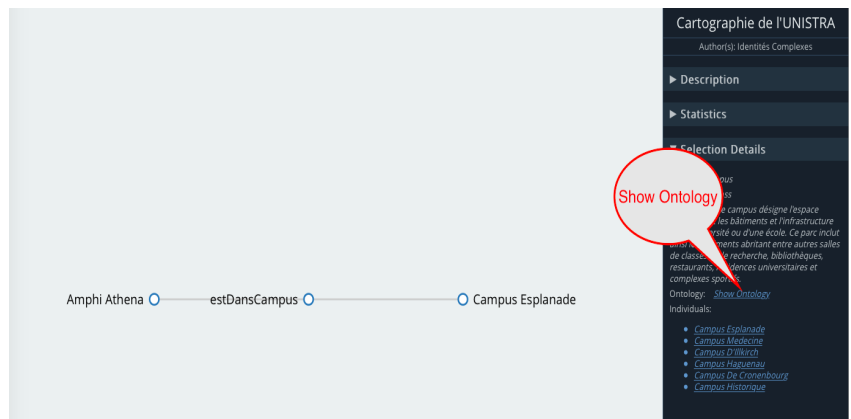 Cartographie de l'UNISTRA
Author(s): Identités Complexes
▶ Description
▶ Statistics
Selection Details
Show Ontology
campus désigne l'espace
les bâtiments et l'infrastructure
ou d'une école. Ce parc inclut
abritant entre autres salles
de recherche, bibliothèques,
restaurants, universitaires et
complexes
Ontology: Show Ontology
Individuals:
Campus Esplanade
Campus Medecine
Campus D'Illkirch
Campus Haguenau
Campus De Cronenbourg
Campus Historique
Amphi Athena estDansCampus Campus Esplanade